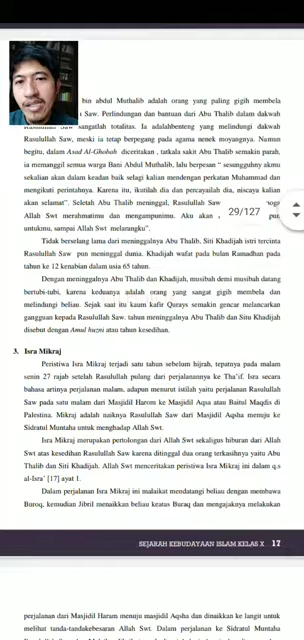 bin abdul Muthalib adalah orang yang paling gigih membela
Saw. Perlindungan dan bantuan dari Abu Thalib dalam dakwah
Rasulullah Saw sangatlah totalitas. Ia adalahbenteng yang melindungi dakwah
Rasulullah Saw, meski ia tetap berpegang pada agama nenek moyangnya. Namun
begitu, dalam Asad Al-Ghobah diceritakan , tatkala sakit Abu Thalib semakin parah,
ia memanggil semua warga Bani Abdul Muthalib, lalu berpesan " sesungguhny akmu
sekalian akan dalam keadan baik selagi kalian mendengan perkatan Muhammad dan
mengikuti perintahnya. Karena itu, ikutilah dia dan percayailah dia, niscaya kalian
akan selamat". Seletah Abu Thalib meninggal, Rasulullah Saw
Allah Swt merahmatimu dan mengampunimu. Aku akan
untukmu, sampai Allah Swt melarangku".
29/127
Tidak berselang lama dari meninggalnya Abu Thalib, Siti Khadijah istri tercinta
Rasulullah Saw pun meninggal dunia. Khadijah wafat pada bulan Ramadhan pada
tahun ke 12 kenabian dalam usia 65 tahun.
Dengan meninggalnya Abu Thalib dan Khadijah, musibah demi musibah datang
bertubi-tubi, karena keduanya adalah orang yang sangat gigih membela dan
melindungi beliau. Sejak saat itu kaum kafir Qurays semakin gencar melancarkan
gangguan kepada Rasulullah Saw. tahun meninggalnya Abu Thalib dan Situ Khadijah
disebut dengan Amul huzni atau tahun kesedihan.
3. Isra Mikraj
Peristiwa Isra Mikraj terjadi satu tahun sebelum hijrah, tepatnya pada malam
senin 27 rajab setelah Rasulullah pulang dari perjalanannya ke Tha'if. Isra secara
bahasa artinya perjalanan malam, adapun menurut istilah yaitu perjalanan Rasulullah
Saw pada satu malam dari Masjidil Harom ke Masjidil Aqsa atau Baitul Maqdis di
Palestina. Mikraj adalah naiknya Rasulullah Saw dari Masjidil Aqsha menuju ke
Sidratul Muntaha untuk menghadap Allah Swt.
Isra Mikraj merupakan pertolongan dari Allah Swt sekaligus hiburan dari Allah
Swt atas kesedihan Rasulullah Saw karena ditinggal dua orang terkasihnya yaitu Abu
Thalib dan Siti Khadijah. Allah Swt menceritakan peristiwa Isra Mikraj ini dalam q.s
al-Isra' [17] ayat 1.
Dalam perjalanan Isra Mikraj ini malaikat mendatangi beliau dengan membawa
Buroq, kemudian Jibril menaikkan beliau keatas Buraq dan mengajaknya melakukan
SEJARAH KEBUDAYAAN ISLAM KELAS X 17
perjalanan dari Masjidil Haram menuju masjidil Aqsha dan dinaikkan ke langit untuk
melihat tanda-tandakebesaran Allah Swt. Dalam perjalanan ke Sidratul Muntaha